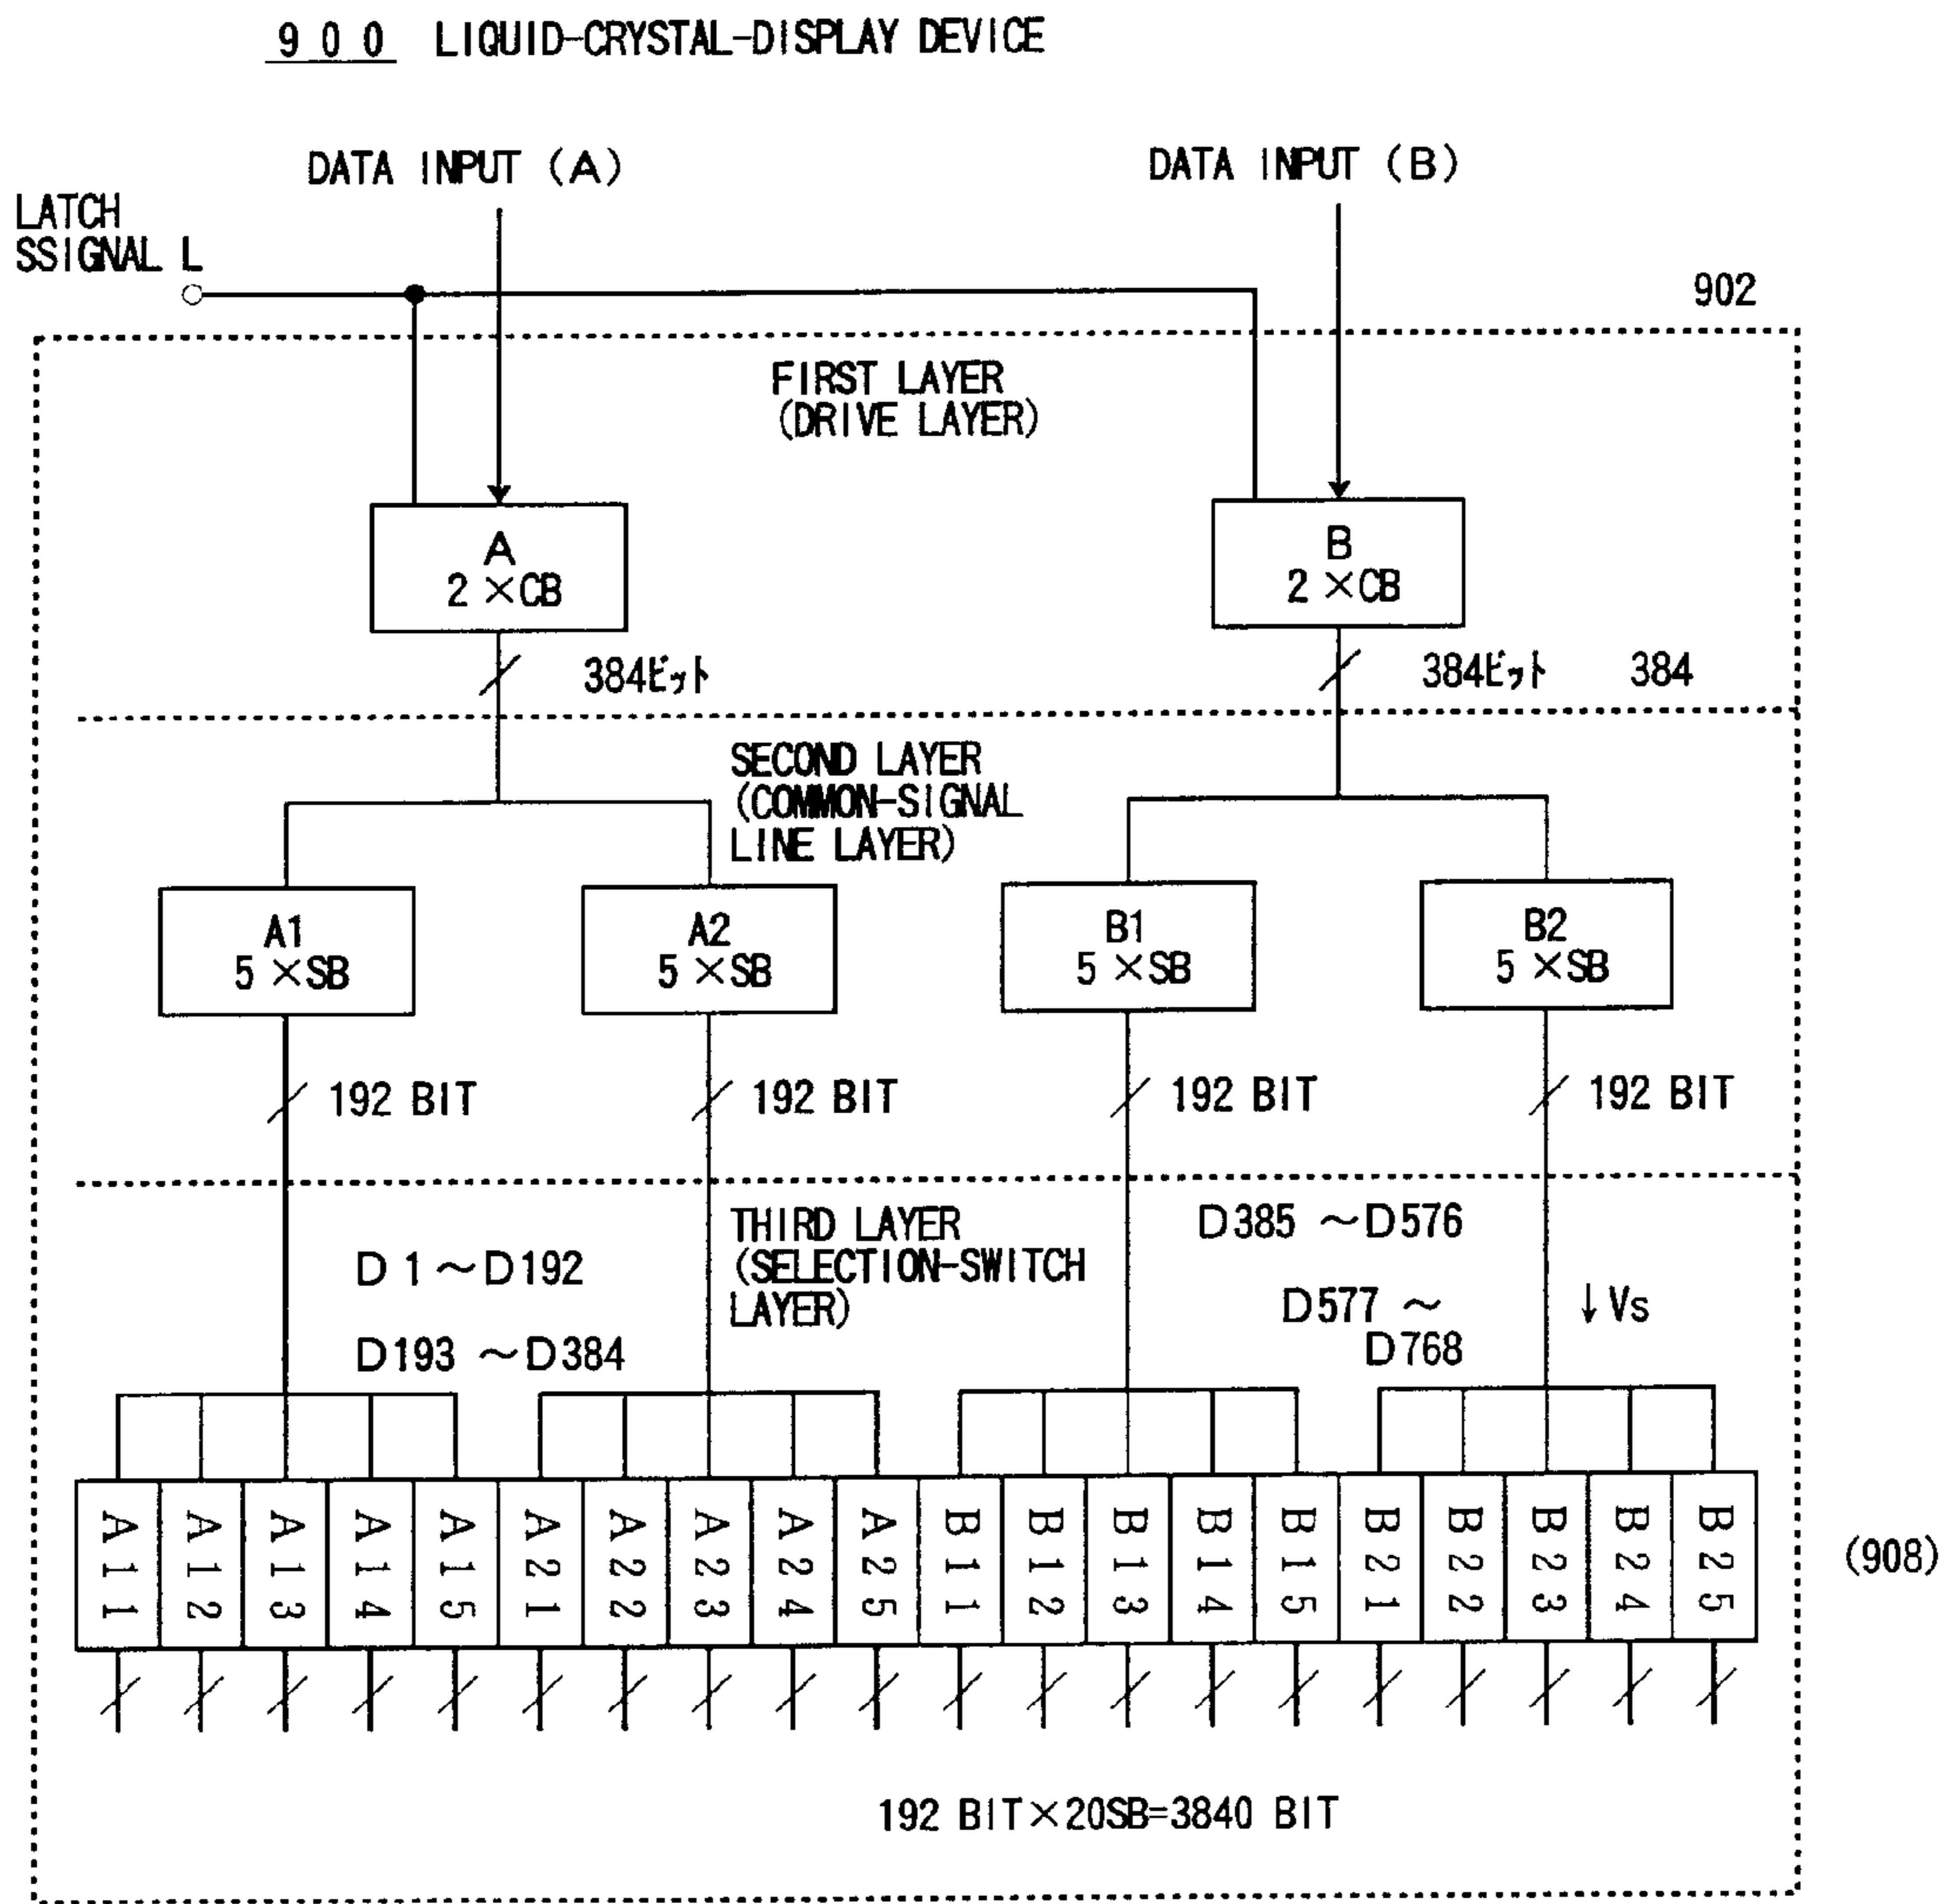 900 LIQUID-CRYSTAL-DISPLAY DEVICE
DATA INPUT (A)
DATA INPUT (B)
LATCH
SSIGNAL L
902
FIRST LAYER
(DRIVE LAYER)
A
2 ×CB
B
2 ×CB
384ビット
384ビット
384
SECOND LAYER
(COMMON-SIGNAL
LINE LAYER)
A1
5 ×SB
A2
5 ×SB
B1
5 ×SB
B2
5 ×SB
192 BIT
192 BIT
192 BIT
192 BIT
THIRD LAYER
(SELECTION-SWITCH
LAYER)
D 1 ～D192
D193 ～D384
D385 ～D576
D577 ～
D768
↓Vs
A11
A12
A13
A14
A15
A21
A22
A23
A24
A25
B11
B12
B13
B14
B15
B21
B22
B23
B24
B25
(908)
192 BIT×20SB=3840 BIT